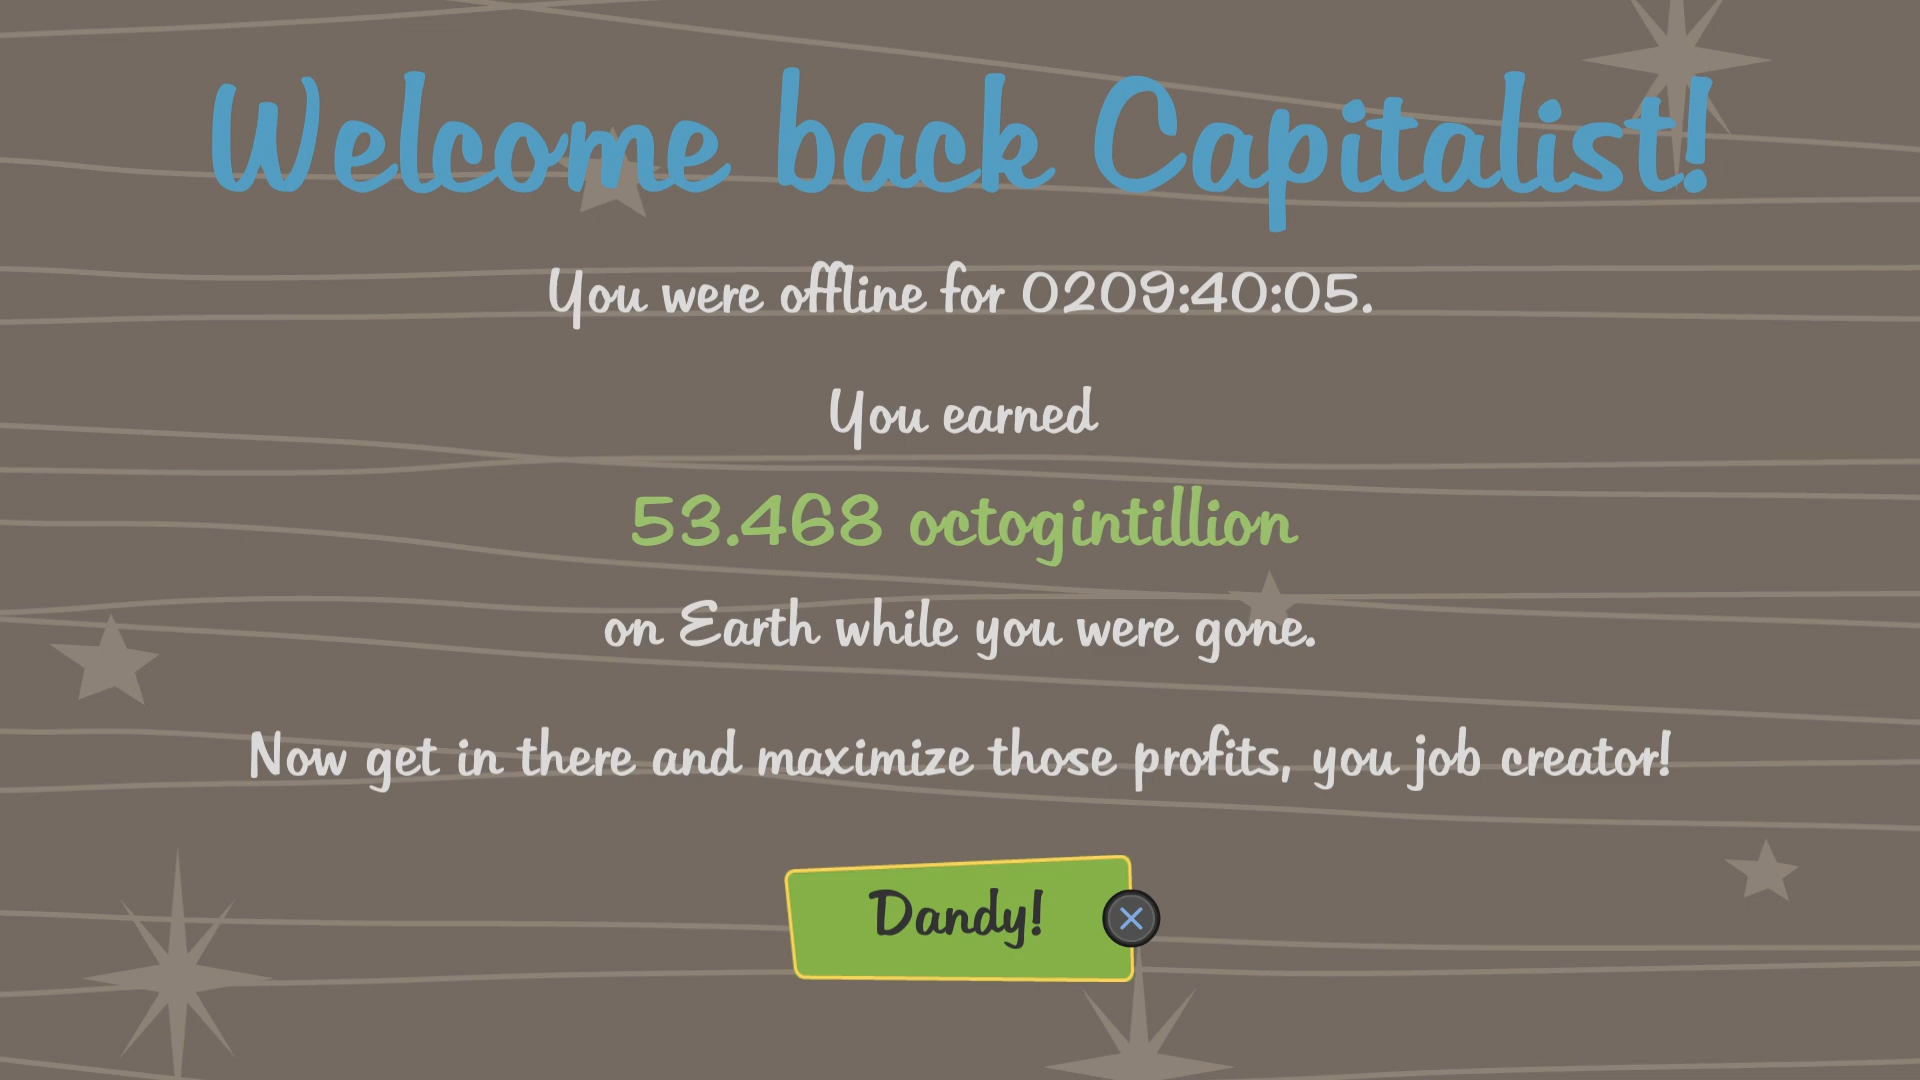 Welcome back Capitalist!
You were offline for 0209:40:05.
You earned
53.468 octogintillion
on Earth while you were gone.
Now get in there and maximize those profits, you job creator!
Dandy!